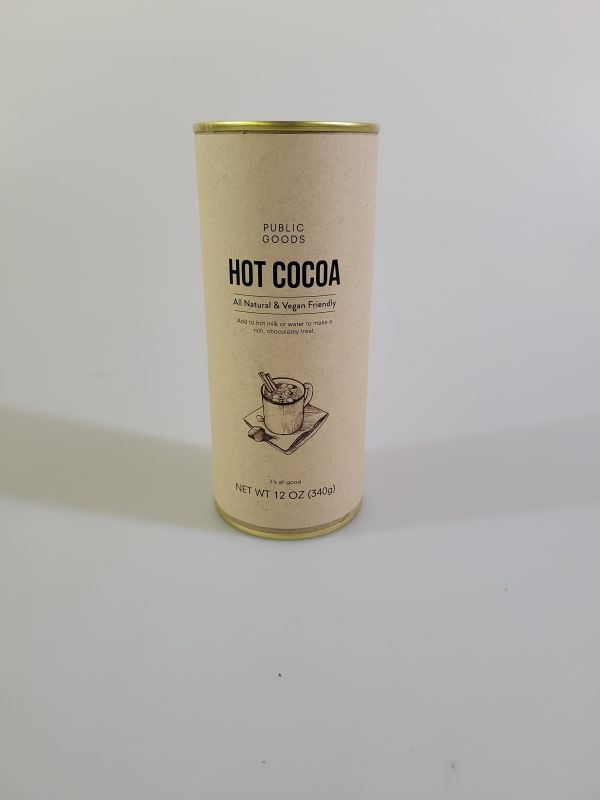 PUBLIC
GOODS
HOT COCOA
All Natural & Vegan Friendly
Add to hot milk or water to make a
rich, chocolatey treat.
it's all good
NET WT 12 OZ (340g)